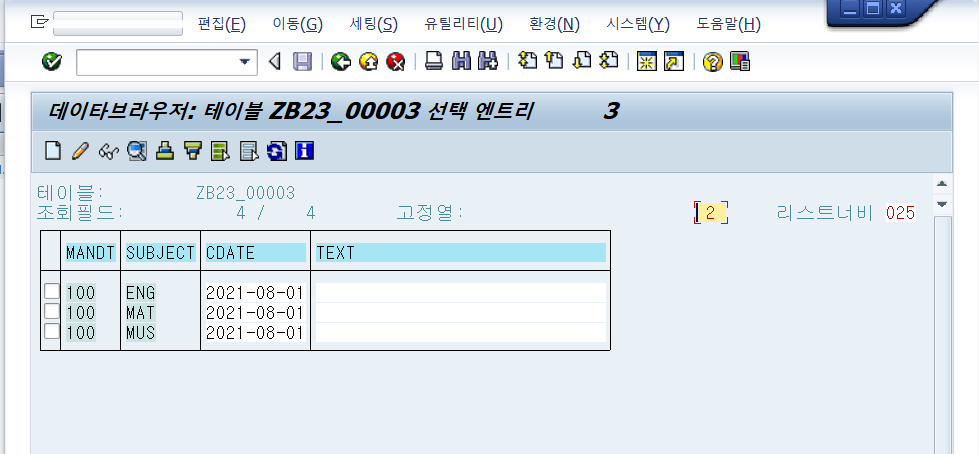 편집(E) 이동(G) 세팅(S) 유틸리티(U) 환경(N) 시스템(Y) 도움말(H)
데이타브라우저: 테이블 ZB23_00003 선택 엔트리 3
테이블: ZB23_00003
조회필드: 4 / 4 고정열: 2 리스트너비 025
MANDT SUBJECT CDATE TEXT
100 ENG 2021-08-01
100 MAT 2021-08-01
100 MUS 2021-08-01